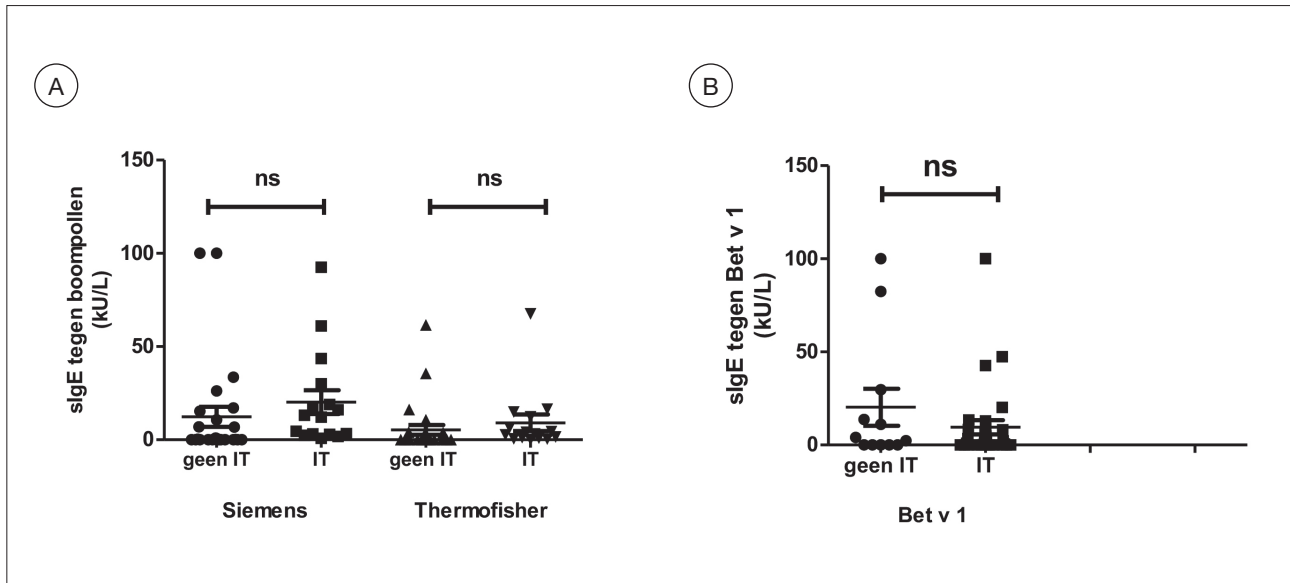 A
sIgE tegen boompollen
(kU/L)
150
100
50
0
ns
ns
geen IT
IT
geen IT
IT
Siemens
Thermofisher
B
sIgE tegen Bet v 1
(kU/L)
150
100
50
0
ns
geen IT
IT
Bet v 1